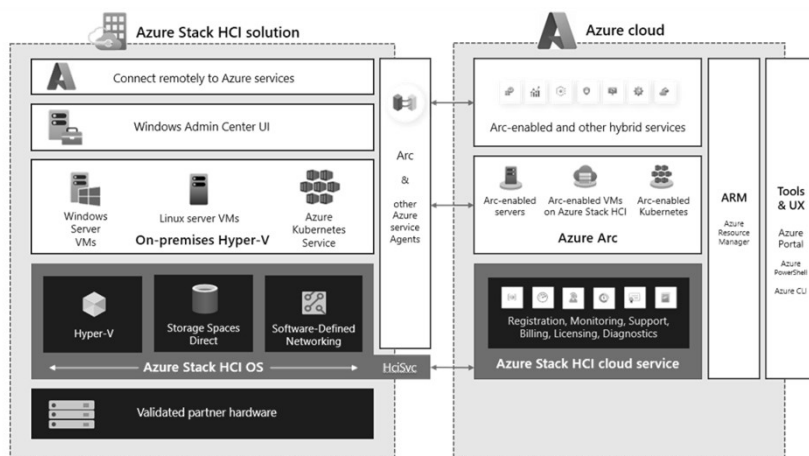 Azure Stack HCI solution
Connect remotely to Azure services
Windows Admin Center UI
Windows
Server
VMs
Linux server VMs
Azure
Kubernetes
Service
On-premises Hyper-V
Hyper-V
Storage Spaces
Direct
Software-Defined
Networking
Azure Stack HCI OS
Validated partner hardware
Arc
&
other
Azure
service
Agents
HciSvc
Azure cloud
Arc-enabled and other hybrid services
Arc-enabled
servers
Arc-enabled VMs
on Azure Stack HCI
Arc-enabled
Kubernetes
Azure Arc
Registration, Monitoring, Support,
Billing, Licensing, Diagnostics
Azure Stack HCI cloud service
ARM
Azure
Resource
Manager
Tools
& UX
Azure
Portal
Azure
PowerShell
Azure CLI